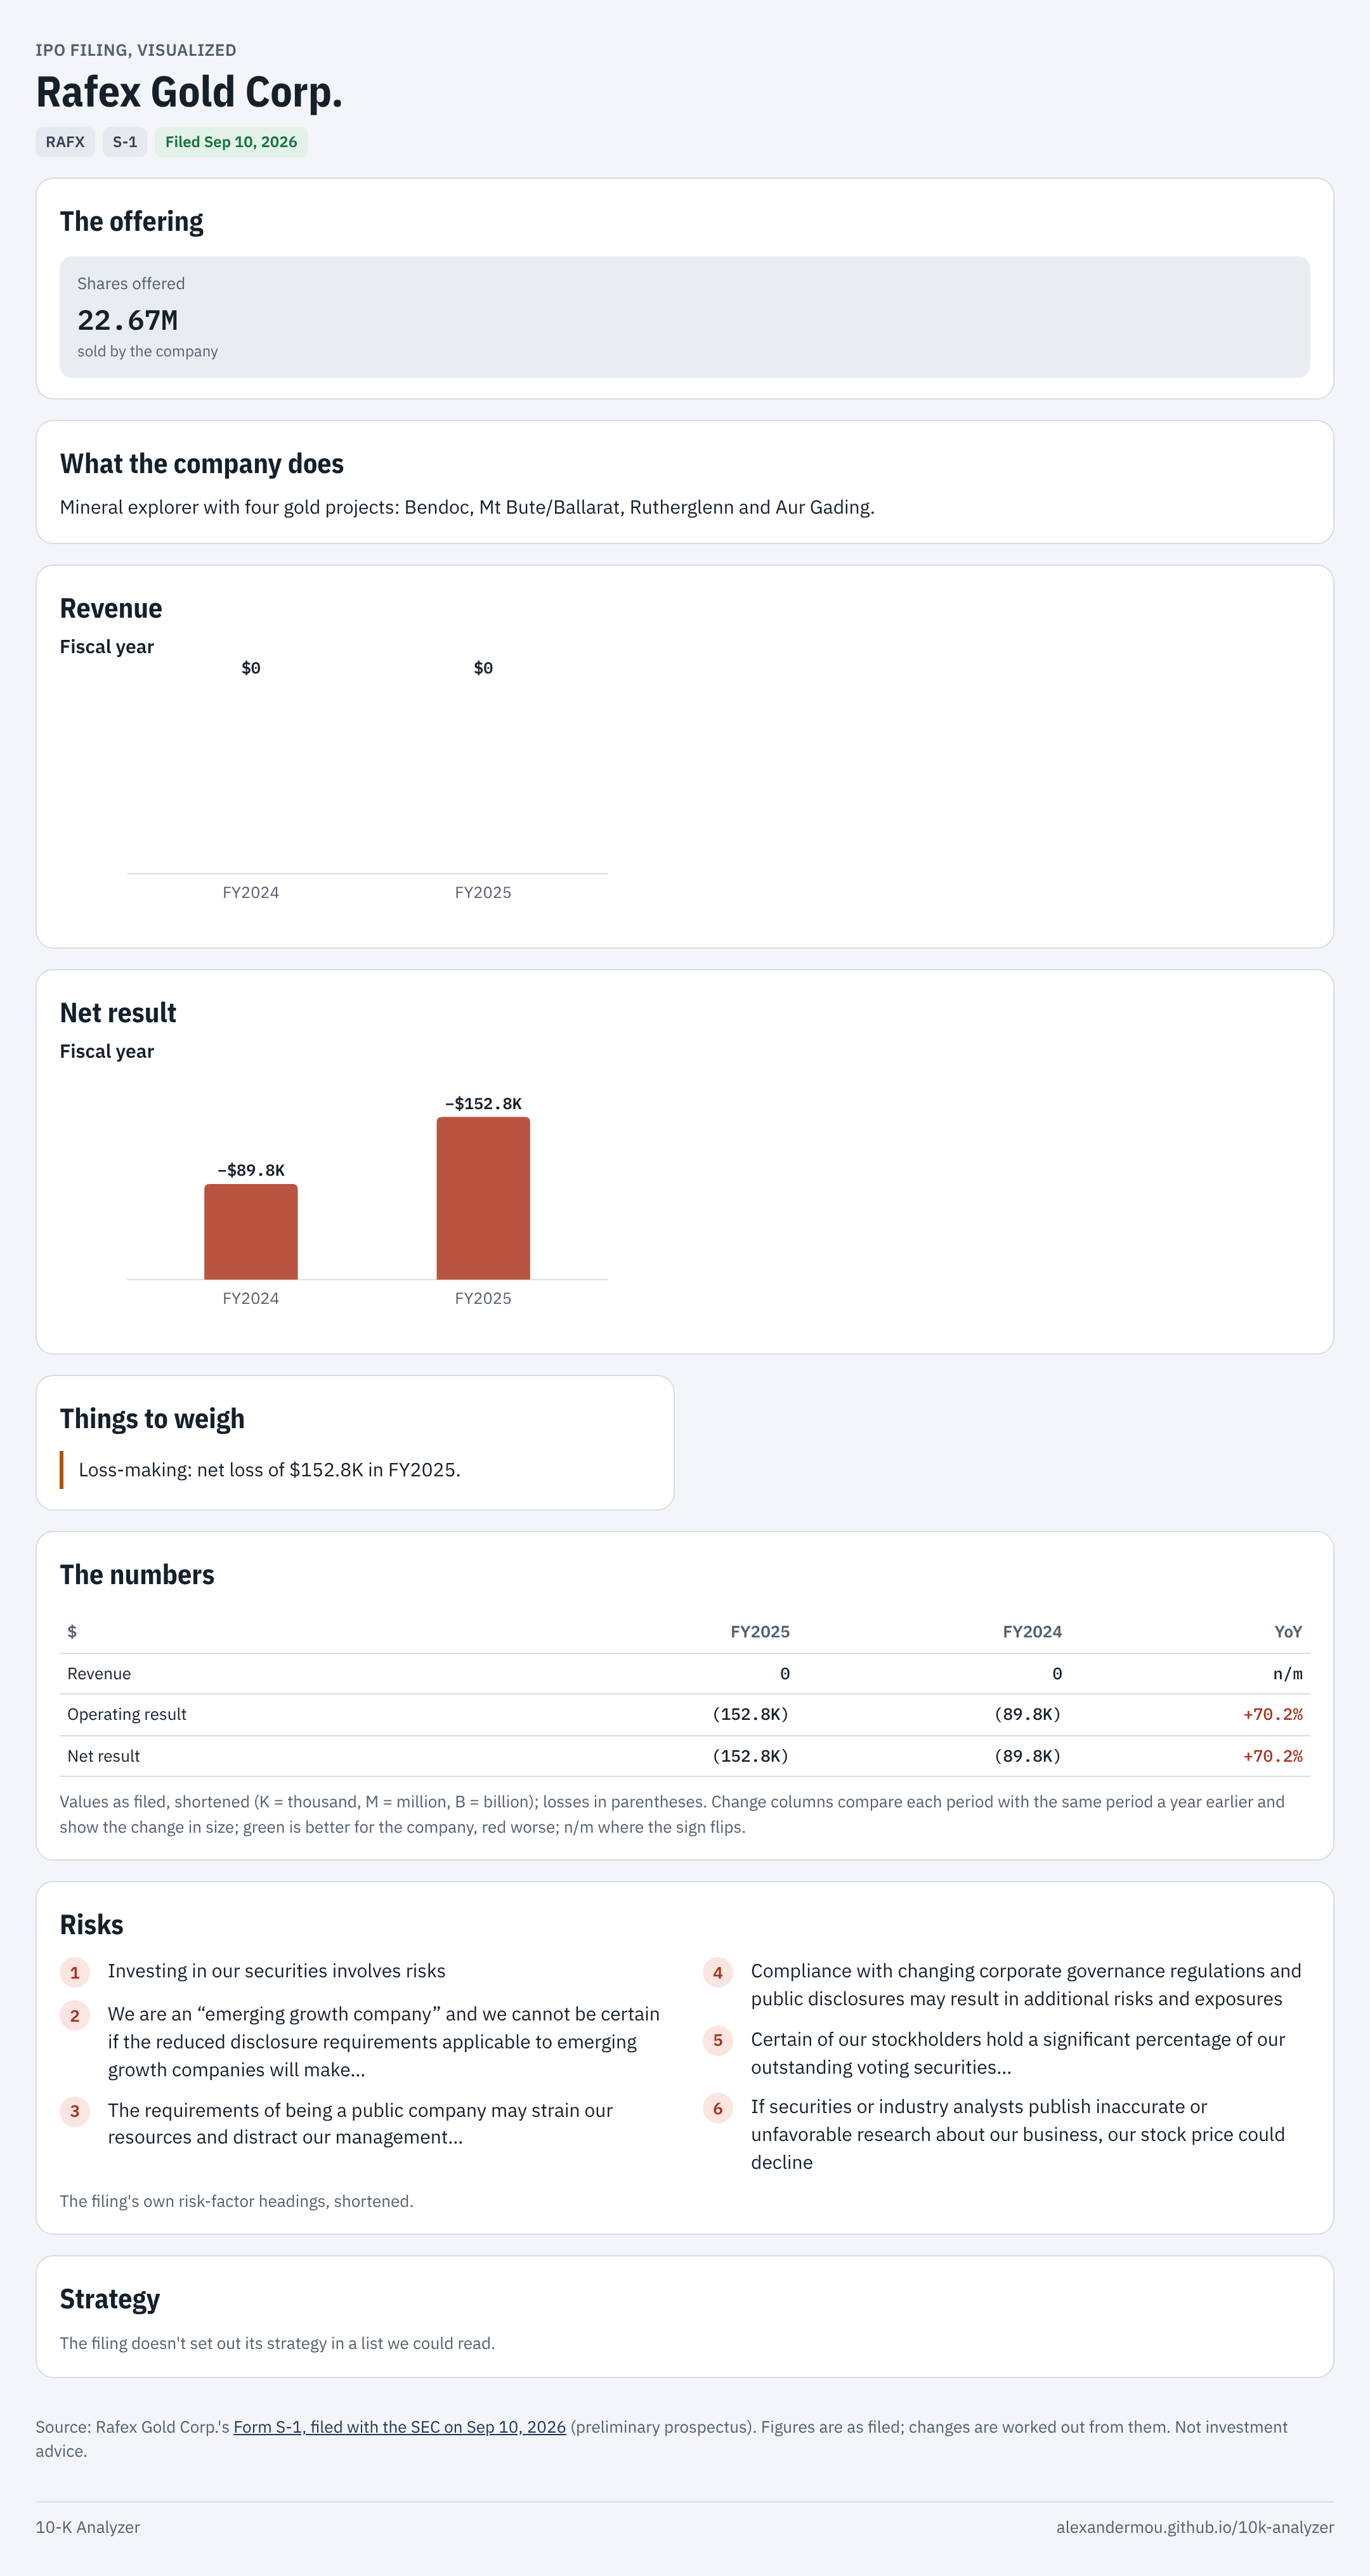 IPO FILING, VISUALIZED
Rafex Gold Corp.
RAFX S-1 Filed Sep 10, 2026
The offering
Shares offered
22.67M
sold by the company
What the company does
Mineral explorer with four gold projects: Bendoc, Mt Bute/Ballarat, Rutherglenn and Aur Gading.
Revenue
Fiscal year
$0 $0
FY2024 FY2025
Net result
Fiscal year
−$152.8K
−$89.8K
FY2024 FY2025
Things to weigh
Loss-making: net loss of $152.8K in FY2025.
The numbers
$ FY2025 FY2024 YoY
Revenue 0 0 n/m
Operating result (152.8K) (89.8K) +70.2%
Net result (152.8K) (89.8K) +70.2%
Values as filed, shortened (K = thousand, M = million, B = billion); losses in parentheses. Change columns compare each period with the same period a year earlier and
show the change in size; green is better for the company, red worse; n/m where the sign flips.
Risks
1 Investing in our securities involves risks
2 We are an “emerging growth company” and we cannot be certain
if the reduced disclosure requirements applicable to emerging
growth companies will make…
3 The requirements of being a public company may strain our
resources and distract our management…
4 Compliance with changing corporate governance regulations and
public disclosures may result in additional risks and exposures
5 Certain of our stockholders hold a significant percentage of our
outstanding voting securities…
6 If securities or industry analysts publish inaccurate or
unfavorable research about our business, our stock price could
decline
The filing's own risk-factor headings, shortened.
Strategy
The filing doesn't set out its strategy in a list we could read.
Source: Rafex Gold Corp.'s Form S-1, filed with the SEC on Sep 10, 2026 (preliminary prospectus). Figures are as filed; changes are worked out from them. Not investment
advice.
10-K Analyzer alexandermou.github.io/10k-analyzer